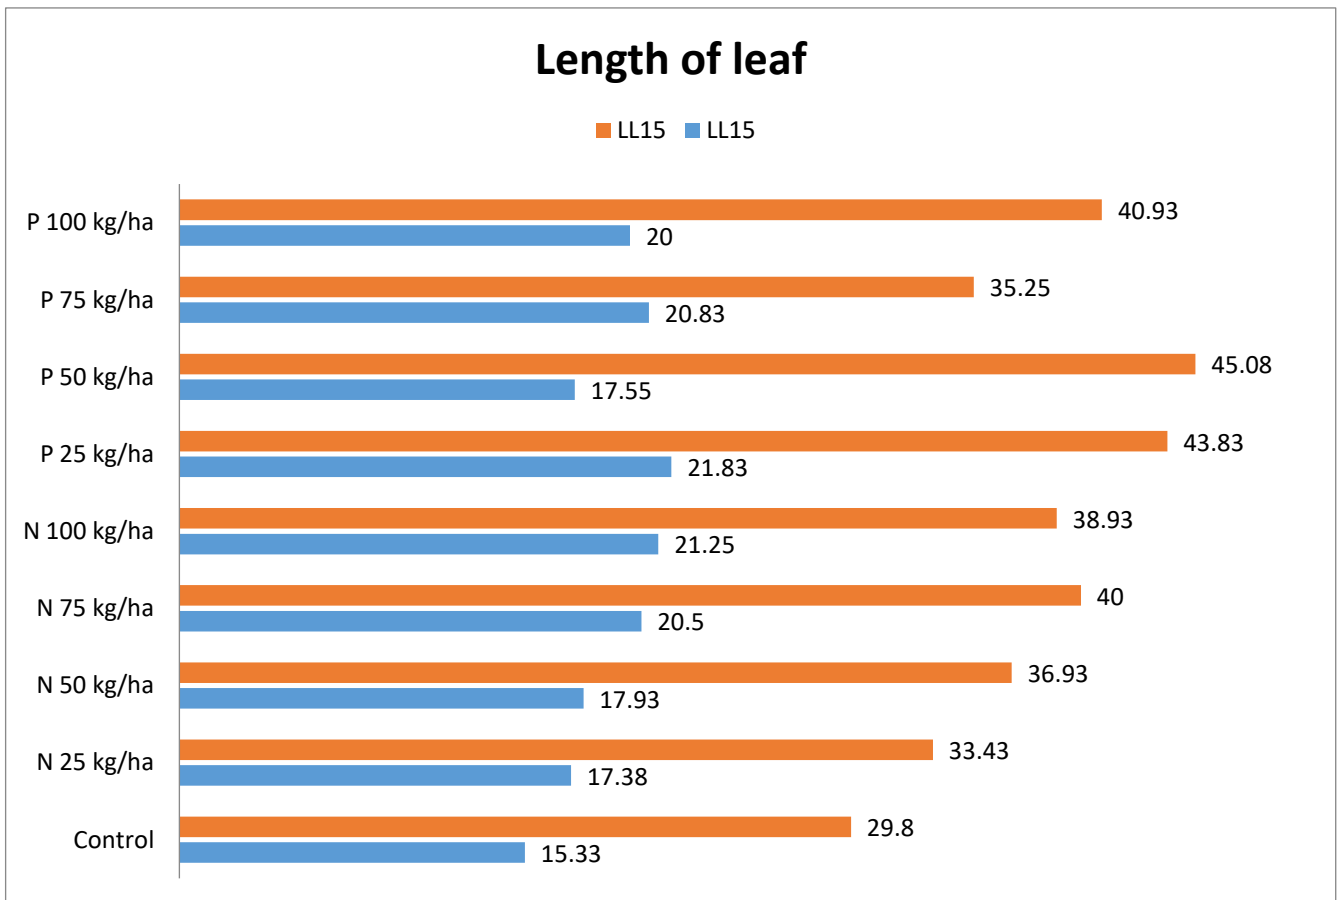 Length of leaf
LL15 LL15
P 100 kg/ha 40.93
20
P 75 kg/ha 35.25
20.83
P 50 kg/ha 45.08
17.55
P 25 kg/ha 43.83
21.83
N 100 kg/ha 38.93
21.25
N 75 kg/ha 40
20.5
N 50 kg/ha 36.93
17.93
N 25 kg/ha 33.43
17.38
Control 29.8
15.33